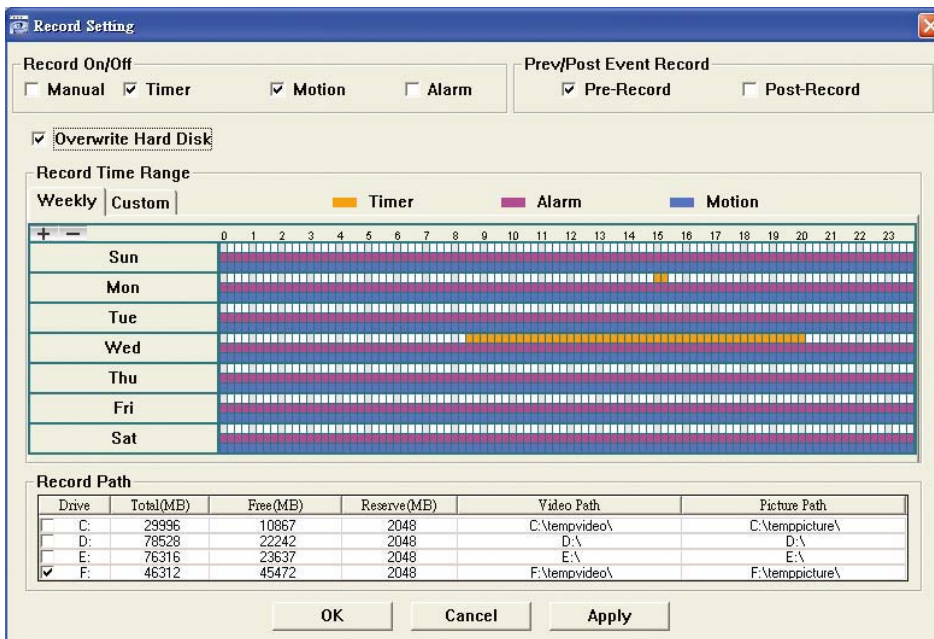 Record Setting
Record On/Off
Prev/Post Event Record
Manual Timer Motion Alarm Pre-Record Post-Record
Overwrite Hard Disk
Record Time Range
Weekly Custom Timer Alarm Motion
+ − 0 1 2 3 4 5 6 7 8 9 10 11 12 13 14 15 16 17 18 19 20 21 22 23
Sun
Mon
Tue
Wed
Thu
Fri
Sat
Record Path
Drive Total(MB) Free(MB) Reserve(MB) Video Path Picture Path
C: 29996 10867 2048 C:\tempvideo\ C:\temppicture\
D: 78528 22242 2048 D:\ D:\
E: 76316 23637 2048 E:\ E:\
F: 46312 45472 2048 F:\tempvideo\ F:\temppicture\
OK Cancel Apply